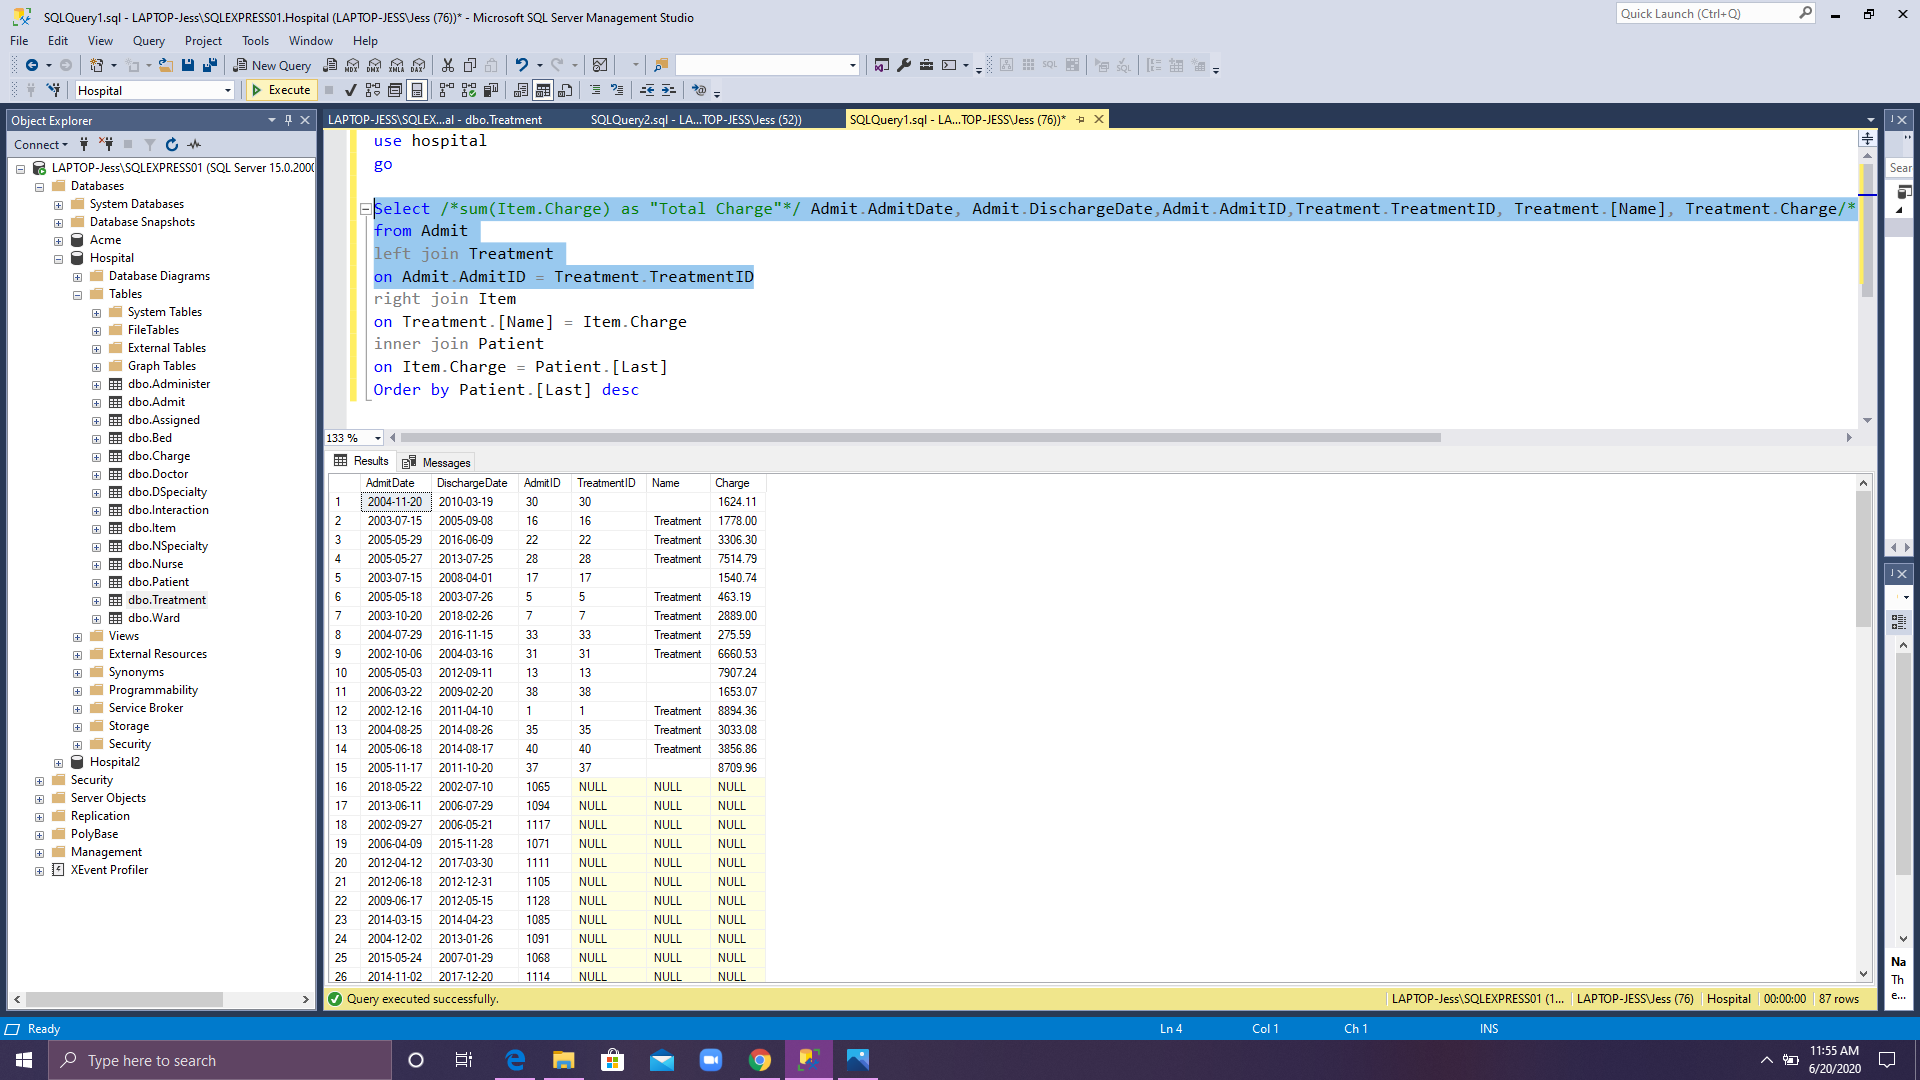 SQLQuery1.sql - LAPTOP-Jess\SQLEXPRESS01.Hospital (LAPTOP-JESS\Jess (76))* - Microsoft SQL Server Management Studio
Quick Launch (Ctrl+Q)
File Edit View Query Project Tools Window Help
New Query
MDX DMX XMLA DAX
Hospital
Execute
Object Explorer
Connect
LAPTOP-Jess\SQLEXPRESS01 (SQL Server 15.0.2000
Databases
System Databases
Database Snapshots
Acme
Hospital
Database Diagrams
Tables
System Tables
FileTables
External Tables
Graph Tables
dbo.Administer
dbo.Admit
dbo.Assigned
dbo.Bed
dbo.Charge
dbo.Doctor
dbo.DSpecialty
dbo.Interaction
dbo.Item
dbo.NSpecialty
dbo.Nurse
dbo.Patient
dbo.Treatment
dbo.Ward
Views
External Resources
Synonyms
Programmability
Service Broker
Storage
Security
Hospital2
Security
Server Objects
Replication
PolyBase
Management
XEvent Profiler
LAPTOP-JESS\SQLEX...al - dbo.Treatment
SQLQuery2.sql - LA...TOP-JESS\Jess (52))
SQLQuery1.sql - LA...TOP-JESS\Jess (76))*
use hospital
go
Select /*sum(Item.Charge) as "Total Charge"*/ Admit.AdmitDate, Admit.DischargeDate,Admit.AdmitID,Treatment.TreatmentID, Treatment.[Name], Treatment.Charge/*
from Admit
left join Treatment
on Admit.AdmitID = Treatment.TreatmentID
right join Item
on Treatment.[Name] = Item.Charge
inner join Patient
on Item.Charge = Patient.[Last]
Order by Patient.[Last] desc
133 %
Results Messages
AdmitDate DischargeDate AdmitID TreatmentID Name Charge
1 2004-11-20 2010-03-19 30 30 1624.11
2 2003-07-15 2005-09-08 16 16 Treatment 1778.00
3 2005-05-29 2016-06-09 22 22 Treatment 3306.30
4 2005-05-27 2013-07-25 28 28 Treatment 7514.79
5 2003-07-15 2008-04-01 17 17 1540.74
6 2005-05-18 2003-07-26 5 5 Treatment 463.19
7 2003-10-20 2018-02-26 7 7 Treatment 2889.00
8 2004-07-29 2016-11-15 33 33 Treatment 275.59
9 2002-10-06 2004-03-16 31 31 Treatment 6660.53
10 2005-05-03 2012-09-11 13 13 7907.24
11 2006-03-22 2009-02-20 38 38 1653.07
12 2002-12-16 2011-04-10 1 1 Treatment 8894.36
13 2004-08-25 2014-08-26 35 35 Treatment 3033.08
14 2005-06-18 2014-08-17 40 40 Treatment 3856.86
15 2005-11-17 2011-10-20 37 37 8709.96
16 2018-05-22 2002-07-10 1065 NULL NULL NULL
17 2013-06-11 2006-07-29 1094 NULL NULL NULL
18 2002-09-27 2006-05-21 1117 NULL NULL NULL
19 2006-04-09 2015-11-28 1071 NULL NULL NULL
20 2012-04-12 2017-03-30 1111 NULL NULL NULL
21 2012-06-18 2012-12-31 1105 NULL NULL NULL
22 2009-06-17 2012-05-15 1128 NULL NULL NULL
23 2014-03-15 2014-04-23 1085 NULL NULL NULL
24 2004-12-02 2013-01-26 1091 NULL NULL NULL
25 2015-05-24 2007-01-29 1068 NULL NULL NULL
26 2014-11-02 2017-12-20 1114 NULL NULL NULL
Query executed successfully.
LAPTOP-Jess\SQLEXPRESS01 (1... LAPTOP-JESS\Jess (76) Hospital 00:00:00 87 rows
Sear
Na
Th
e...
Ready
Ln 4 Col 1 Ch 1 INS
Type here to search
11:55 AM
6/20/2020